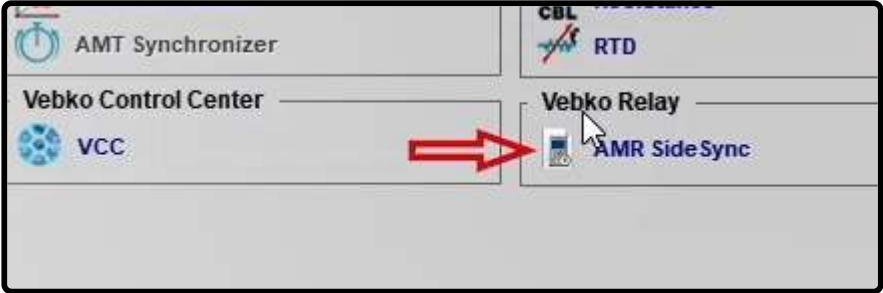 CBL
AMT Synchronizer
RTD
Vebko Control Center
Vebko Relay
VCC
AMR SideSync